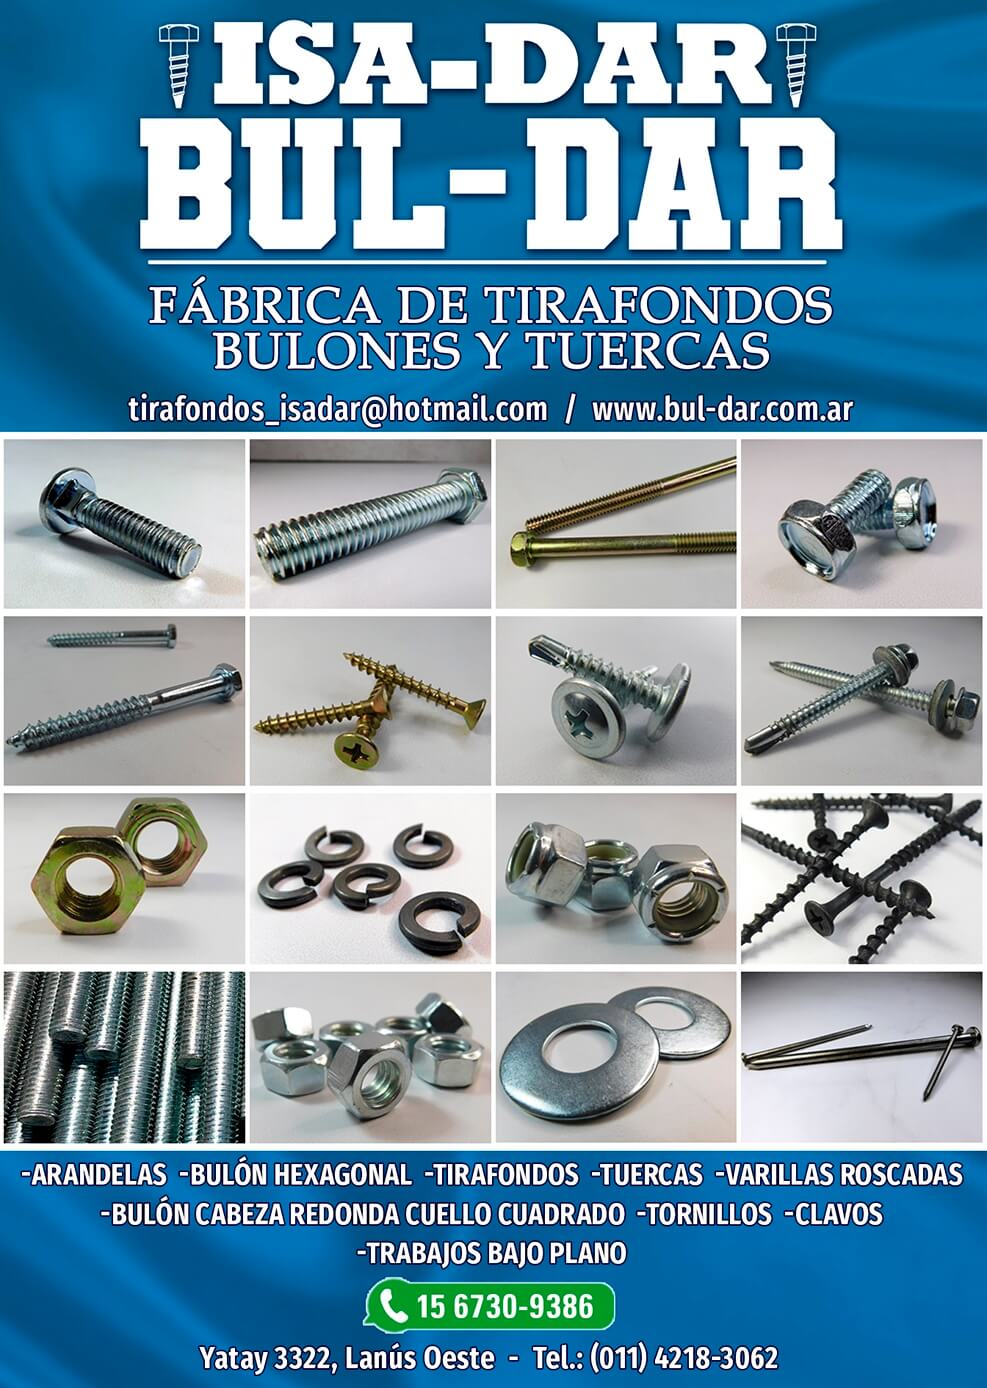 ISA-DAR
BUL-DAR
FÁBRICA DE TIRAFONDOS
BULONES Y TUERCAS
tirafondos_isadar@hotmail.com / www.bul-dar.com.ar
-ARANDELAS -BULÓN HEXAGONAL -TIRAFONDOS -TUERCAS -VARILLAS ROSCADAS
-BULÓN CABEZA REDONDA CUELLO CUADRADO -TORNILLOS -CLAVOS
-TRABAJOS BAJO PLANO
15 6730-9386
Yatay 3322, Lanús Oeste - Tel.: (011) 4218-3062